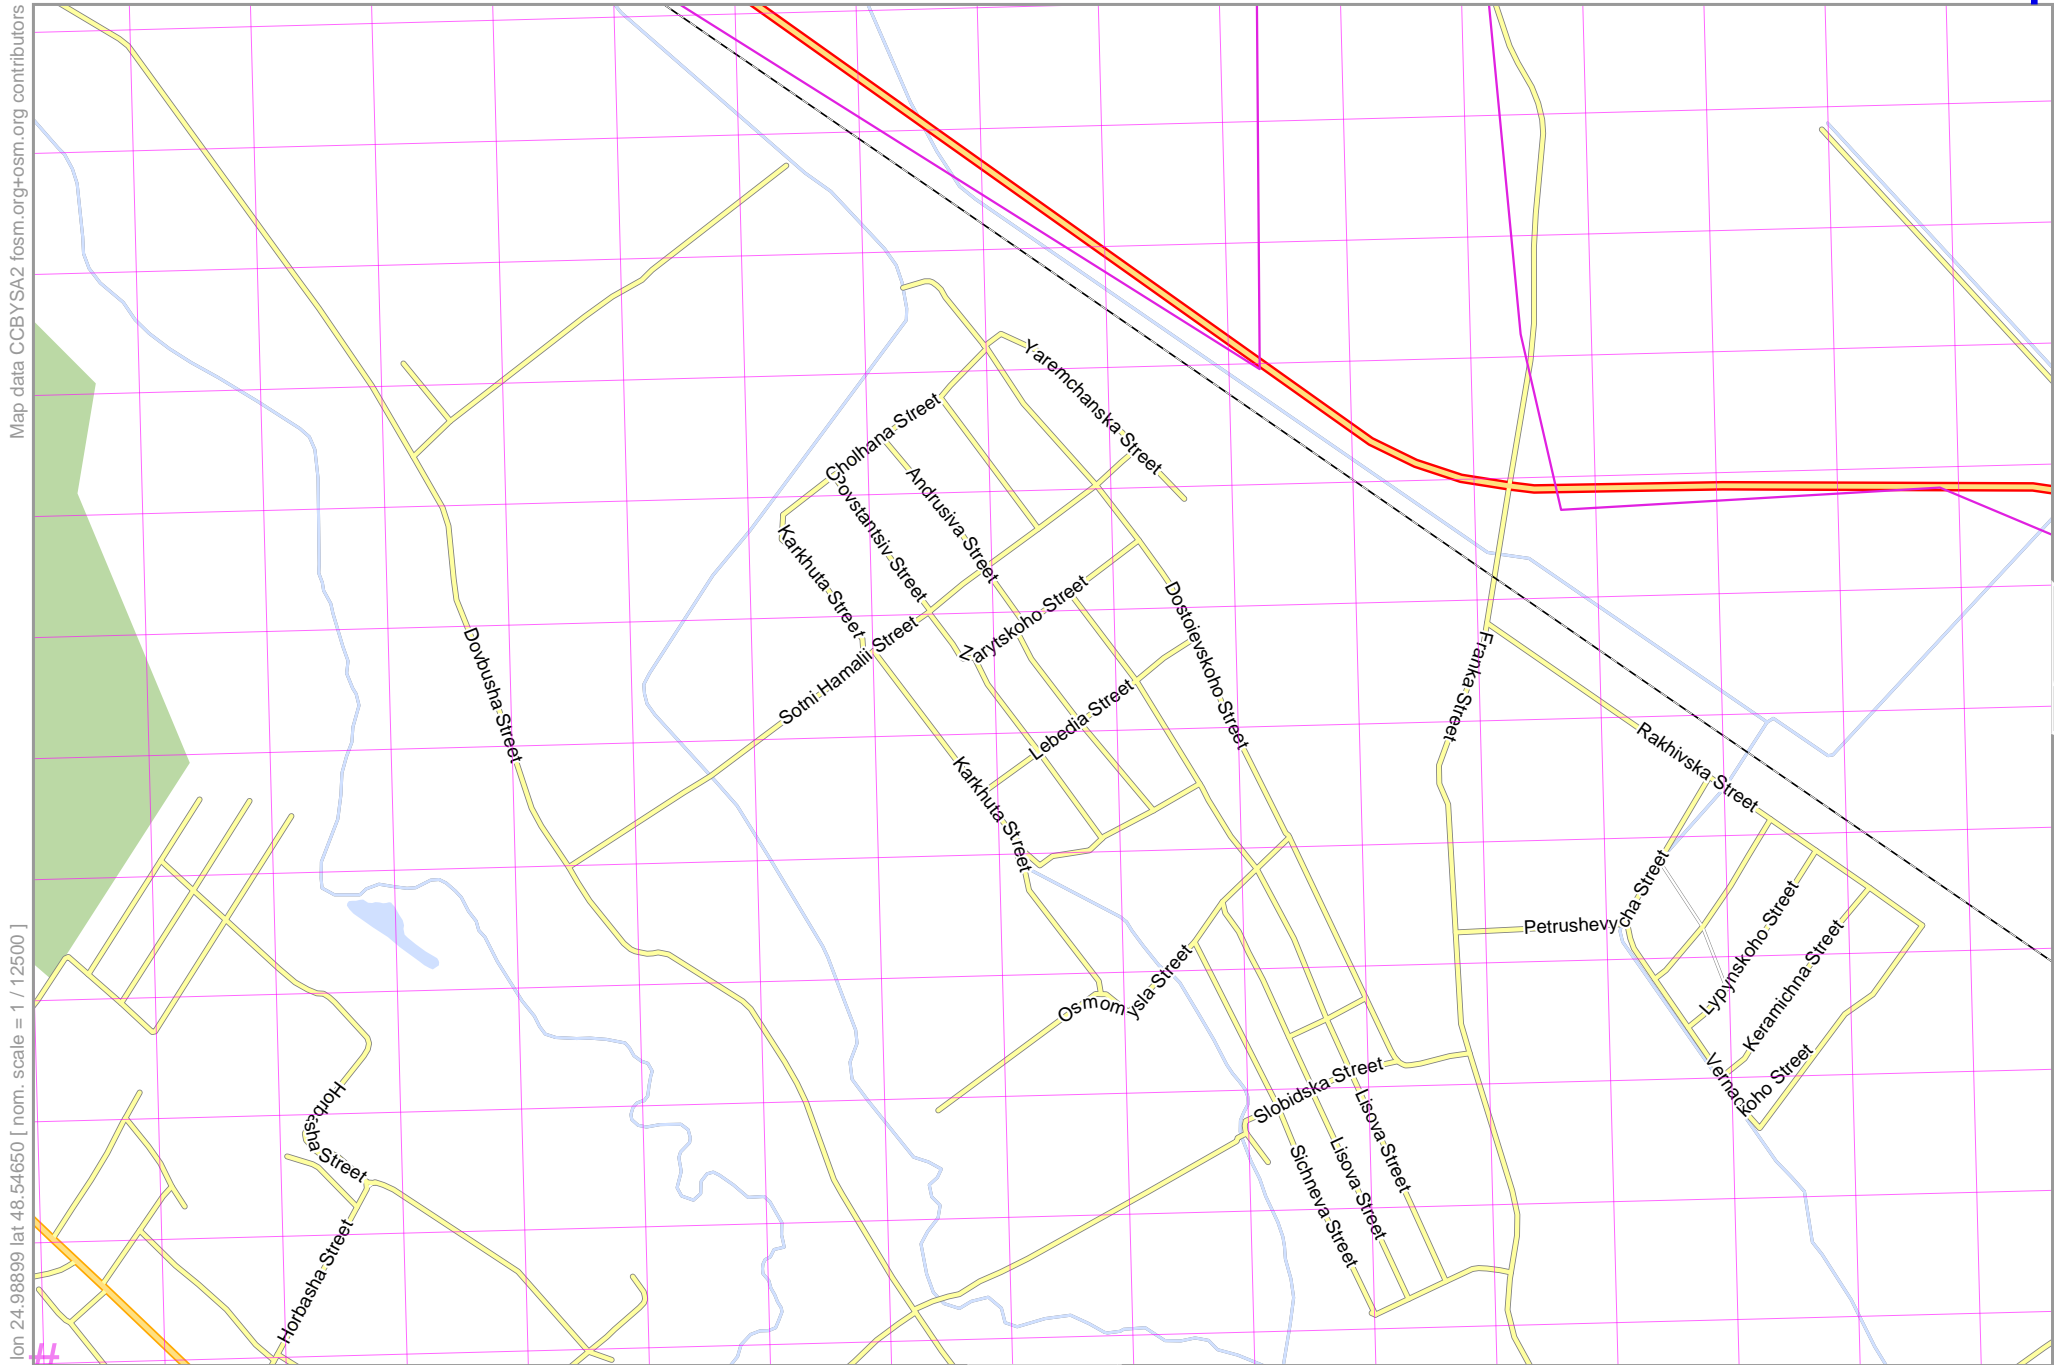 Map data CCBYSA2 fosm.org+osm.org contributors
lon 24.98899 lat 48.54650 [ nom. scale = 1 / 12500 ]
Yaremchanska Street
Cholhana Street
Povstantsiv Street
Andrusiva Street
Karkhuta Street
Zarytskoho Street
Dostoievskoho Street
Sotni Hamalii Street
Dovbusha Street
Franka Street
Lebedia Street
Rakhivska Street
Karkhuta Street
Petrushevycha Street
Lypynskoho Street
Keramichna Street
Osmomysla Street
Vernadskoho Street
Slobidska Street
Horbasha Street
Lisova Street
Lisova Street
Sichneva Street
Horbasha Street
#